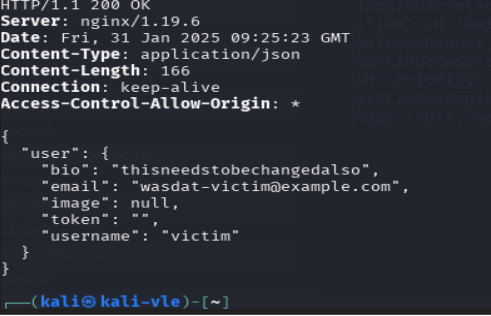 HTTP/1.1 200 OK
Server: nginx/1.19.6
Date: Fri, 31 Jan 2025 09:25:23 GMT
Content-Type: application/json
Content-Length: 166
Connection: keep-alive
Access-Control-Allow-Origin: *
{
  "user": {
    "bio": "thisneedstobechangedalso",
    "email": "wasdat-victim@example.com",
    "image": null,
    "token": "",
    "username": "victim"
  }
}
┌──(kali㉿kali-vle)-[~]